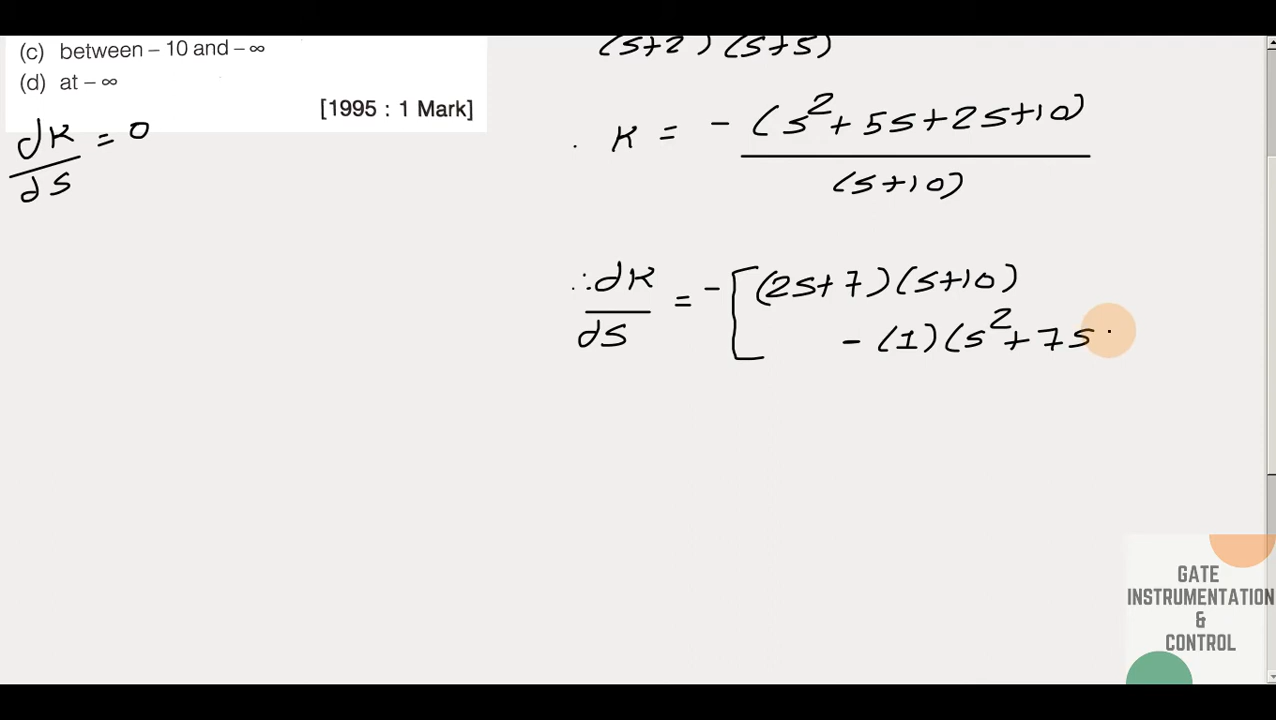 (c) between – 10 and – ∞
(d) at – ∞
[1995 : 1 Mark]
dK/ds = 0
(s+2) (s+5)
K = - (s² + 5s + 2s + 10)
(s+10)
∴ dK/ds = - [(2s + 7) (s+10)
- (1) (s² + 7s
GATE
INSTRUMENTATION
&
CONTROL